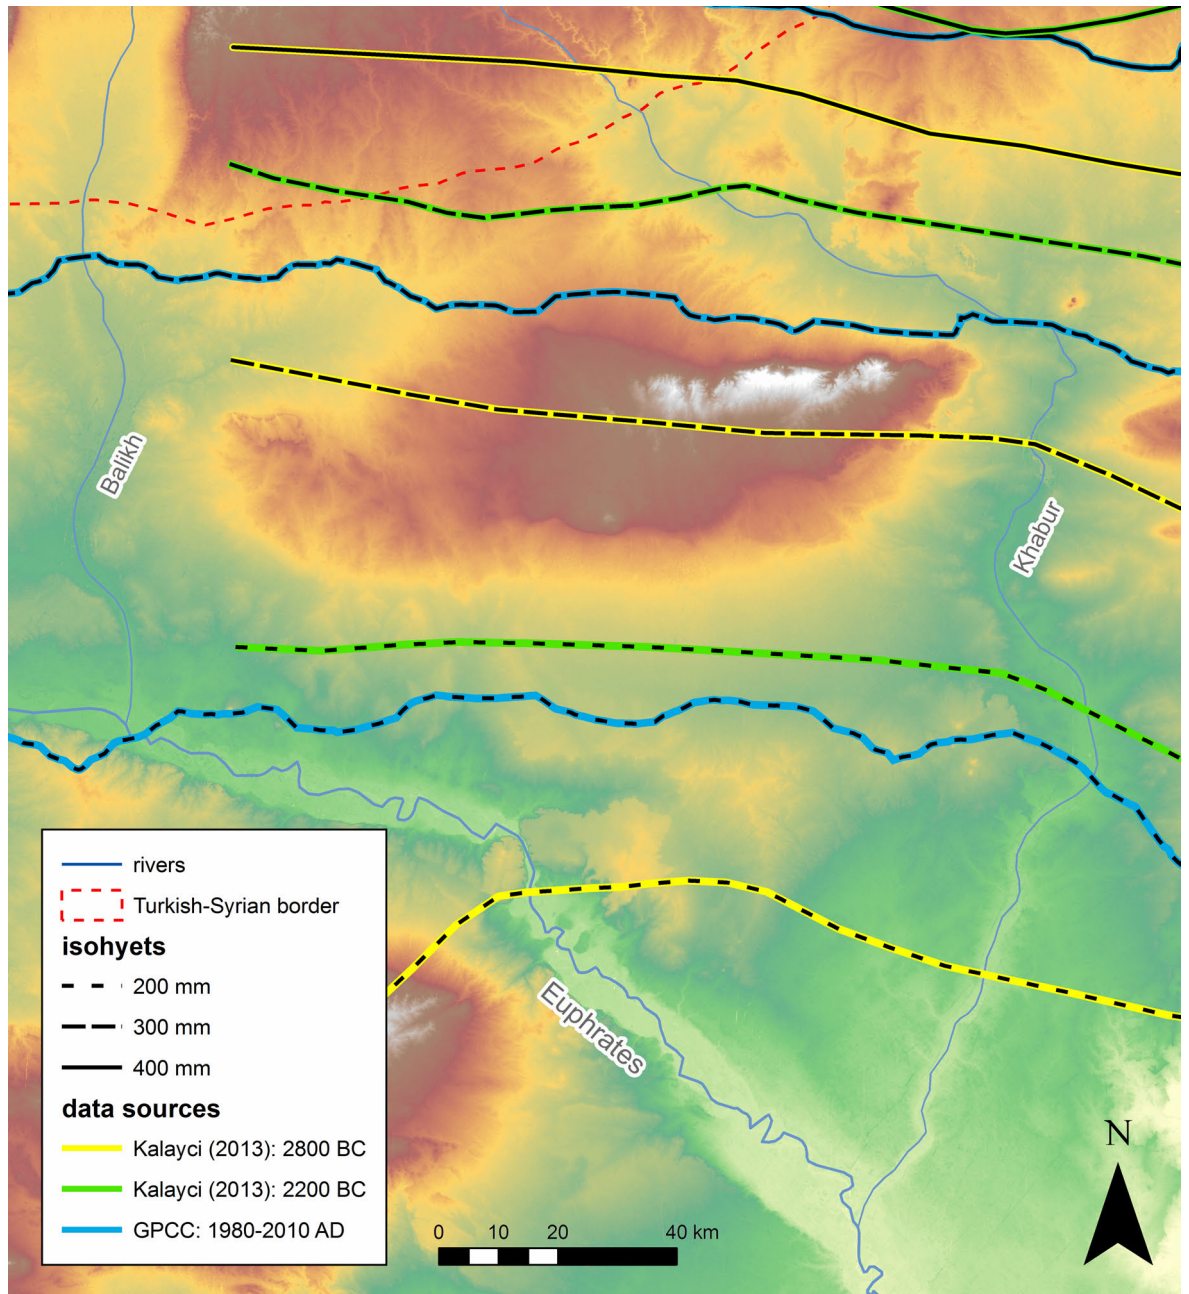 Balikh
Khabur
Euphrates
rivers
Turkish-Syrian border
isohyets
200 mm
300 mm
400 mm
data sources
Kalayci (2013): 2800 BC
Kalayci (2013): 2200 BC
GPCC: 1980-2010 AD
0 10 20 40 km
N